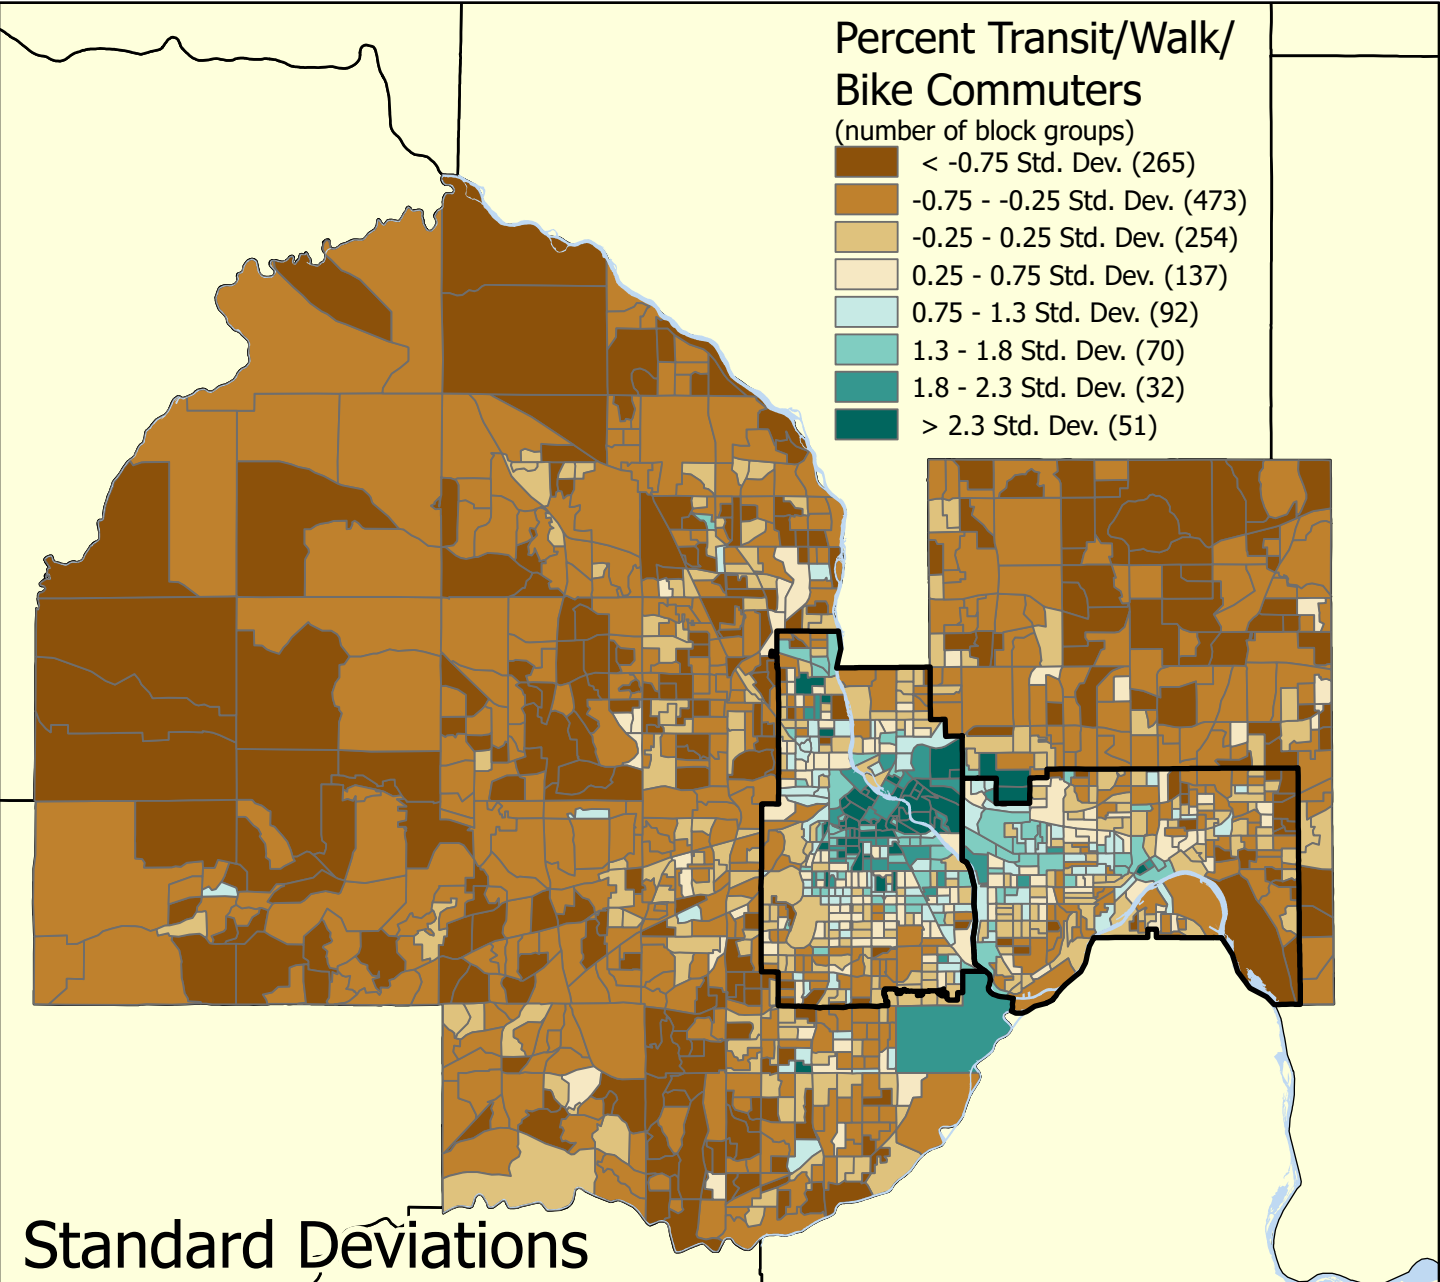 Percent Transit/Walk/
Bike Commuters
(number of block groups)
< -0.75 Std. Dev. (265)
-0.75 - -0.25 Std. Dev. (473)
-0.25 - 0.25 Std. Dev. (254)
0.25 - 0.75 Std. Dev. (137)
0.75 - 1.3 Std. Dev. (92)
1.3 - 1.8 Std. Dev. (70)
1.8 - 2.3 Std. Dev. (32)
> 2.3 Std. Dev. (51)
Standard Deviations